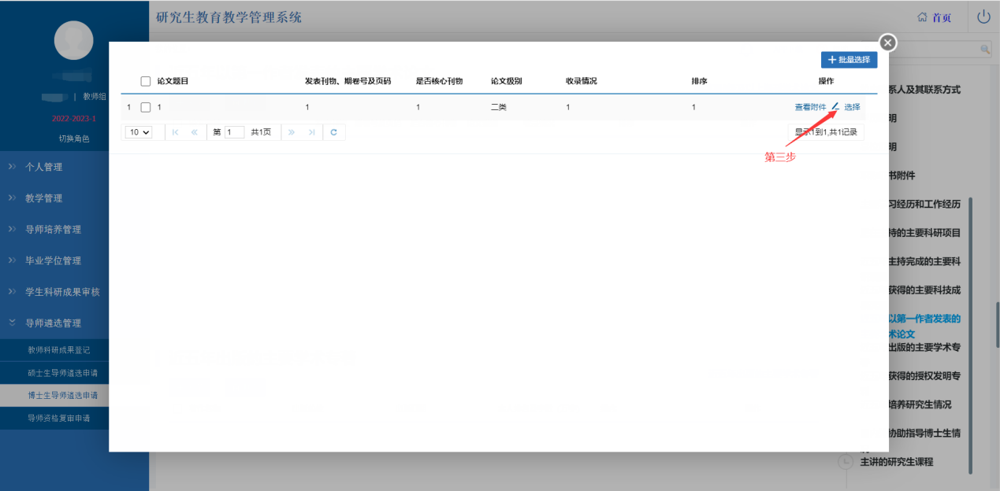 研究生教育教学管理系统
首页
| 教师组
2022-2023-1
切换角色
个人管理
教学管理
导师培养管理
毕业学位管理
学生科研成果审核
导师遴选管理
教师科研成果登记
硕士生导师遴选申请
博士生导师遴选申请
导师资格复审申请
批量选择
论文题目 发表刊物、期卷号及页码 是否核心刊物 论文级别 收录情况 排序 操作
1 1 1 1 二类 1 1 查看附件 选择
10 第 1 共1页 显示1到1,共1记录
第三步
系人及其联系方式
明
明
书附件
习经历和工作经历
持的主要科研项目
主持完成的主要科
获得的主要科技成
以第一作者发表的
术论文
出版的主要学术专
获得的授权发明专
培养研究生情况
协助指导博士生情
主讲的研究生课程